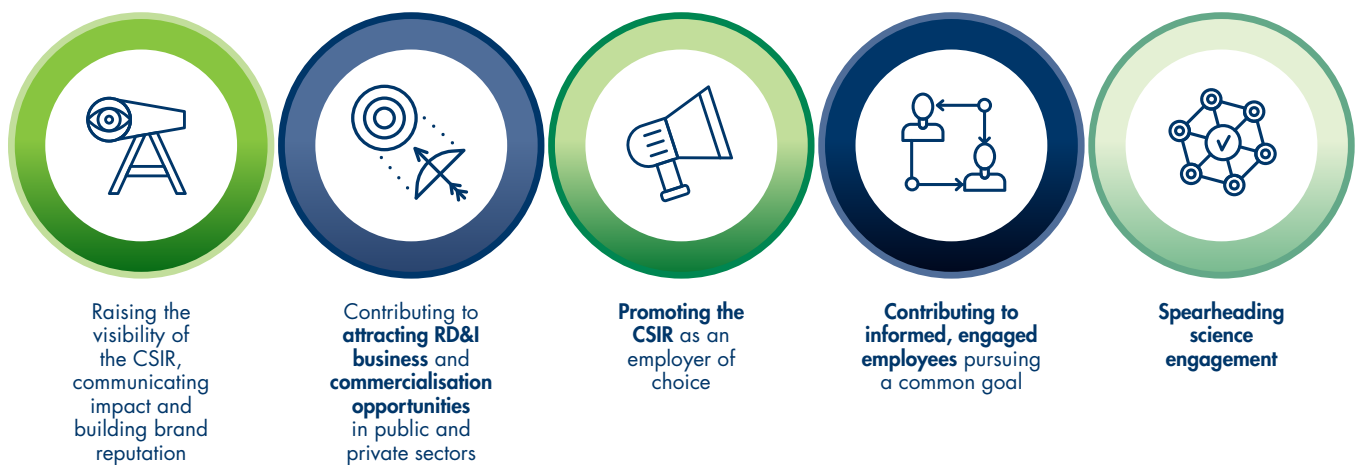 Raising the
visibility of
the CSIR,
communicating
impact and
building brand
reputation
Contributing to
attracting RD&I
business and
commercialisation
opportunities
in public and
private sectors
Promoting the
CSIR as an
employer of
choice
Contributing to
informed, engaged
employees pursuing
a common goal
Spearheading
science
engagement